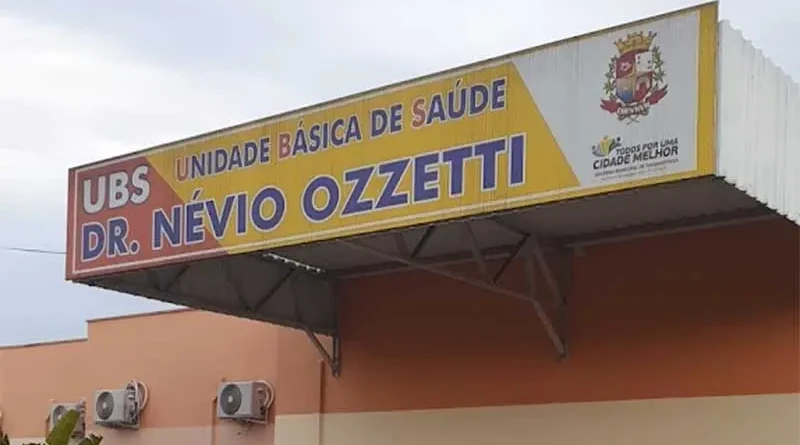 UBS
UNIDADE BÁSICA DE SAÚDE
DR. NÉVIO OZZETTI
TODOS POR UMA
CIDADE MELHOR